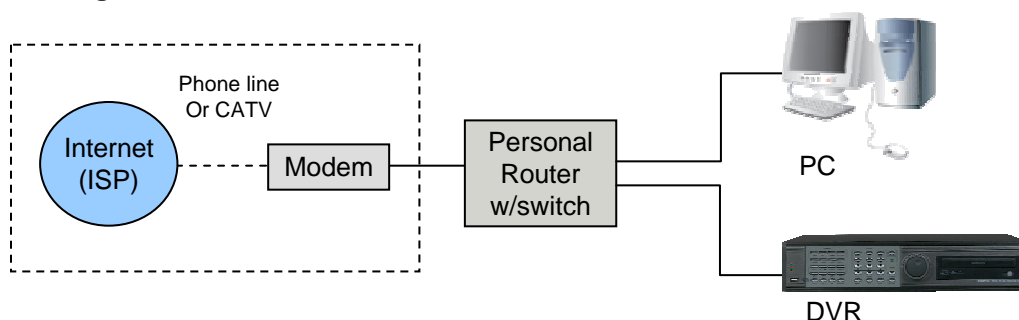 Phone line
Or CATV
Internet
(ISP)
Modem
Personal
Router
w/switch
PC
DVR